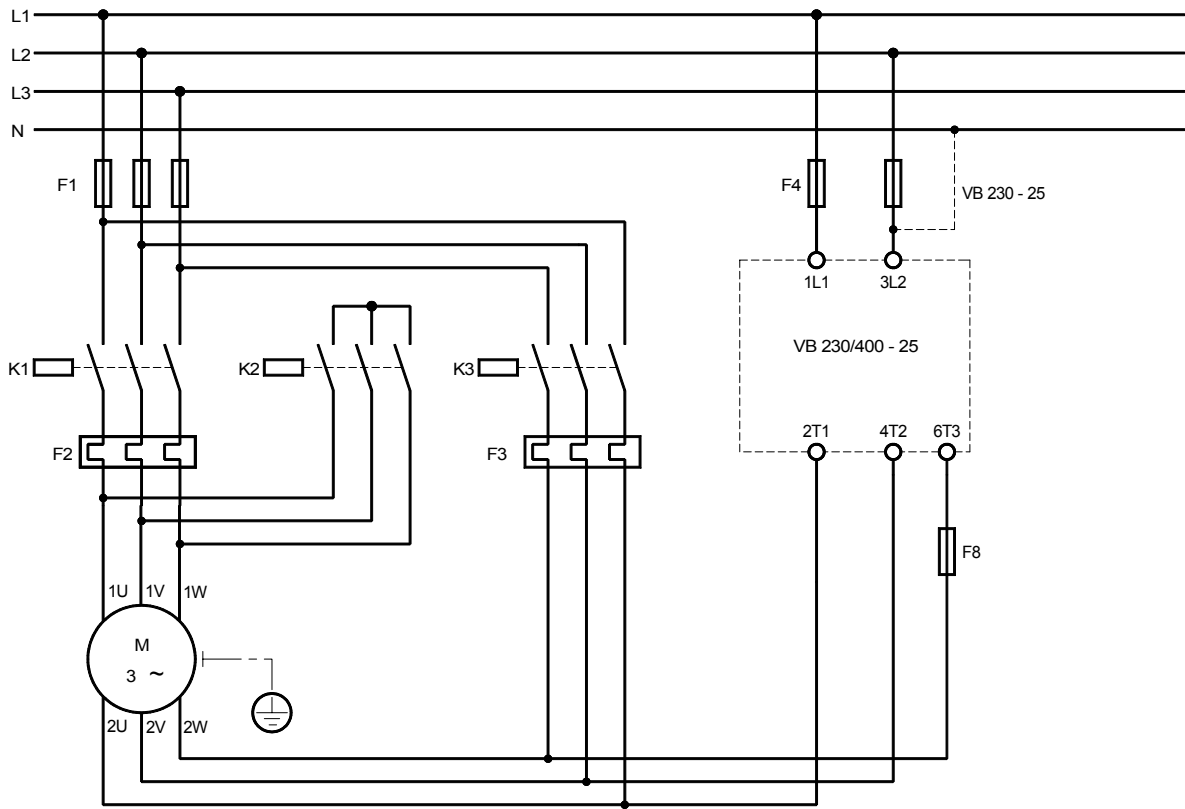 L1
L2
L3
N
F1
F4
VB 230 - 25
1L1 3L2
VB 230/400 - 25
K1
K2
K3
2T1 4T2 6T3
F2
F3
F8
1U 1V 1W
M
3 ~
2U 2V 2W